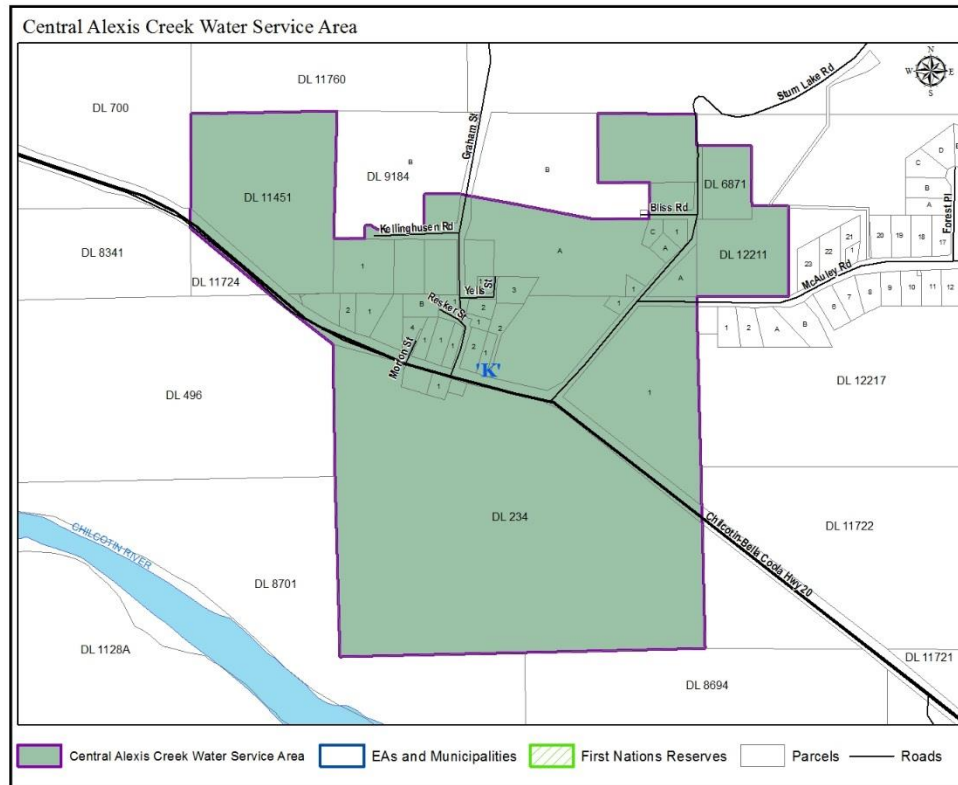 Central Alexis Creek Water Service Area
N
W E
S
DL 11760
Stum Lake Rd
DL 700
Graham St
B
DL 9184
B
D
C
B
A
Forest Pl
DL 6871
DL 11451
Bliss Rd
Kellinghusen Rd
C
1
A
DL 12211
DL 8341
DL 11724
1
A
23
22
21
1
20
19
18
17
McAuley Rd
Yells St
3
1
Resker St
2
1
B
4
1
1
1
2
2
2
1
Morton St
'K'
1
1
1
1
2
A
B
6
7
8
9
10
11
12
DL 496
1
DL 12217
DL 234
Chilcotin-Bella Coola Hwy 20
DL 11722
CHILCOTIN RIVER
DL 8701
DL 1128A
DL 8694
DL 11721
Central Alexis Creek Water Service Area
EAs and Municipalities
First Nations Reserves
Parcels
Roads